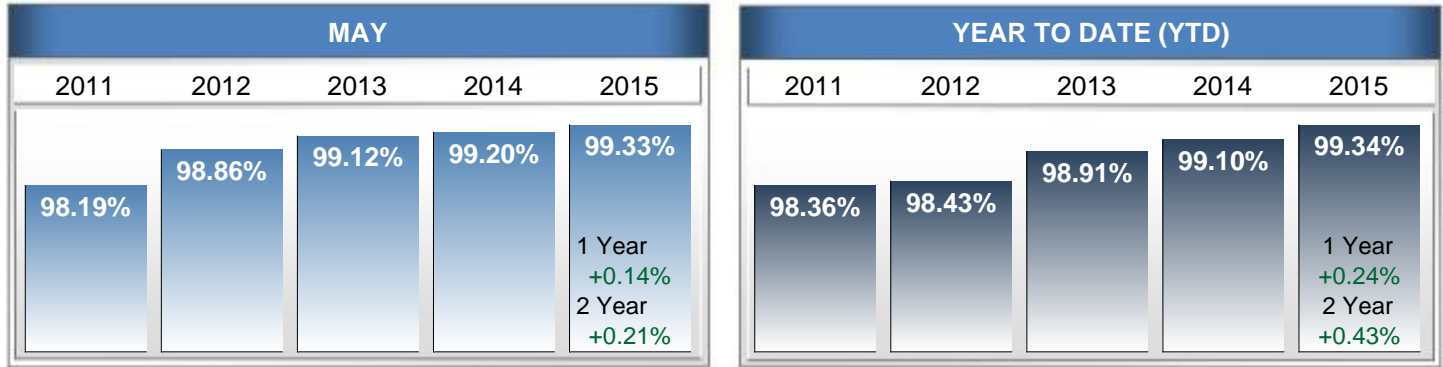 MAY
2011 2012 2013 2014 2015
98.19% 98.86% 99.12% 99.20% 99.33%
1 Year
+0.14%
2 Year
+0.21%
YEAR TO DATE (YTD)
2011 2012 2013 2014 2015
98.36% 98.43% 98.91% 99.10% 99.34%
1 Year
+0.24%
2 Year
+0.43%